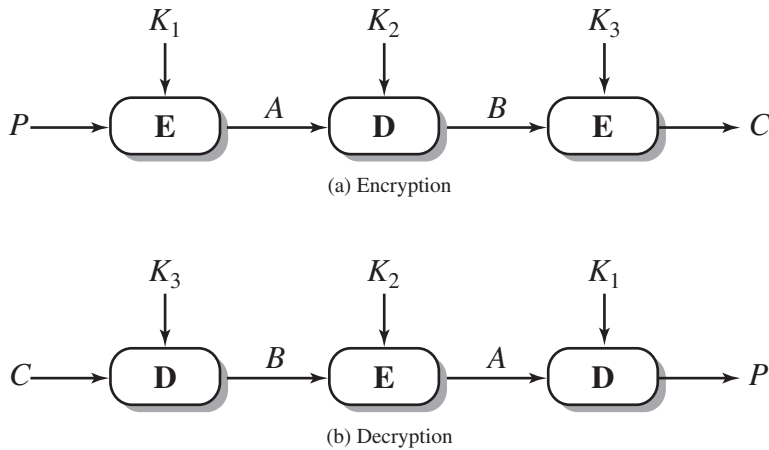 K₁ K₂ K₃
P E A D B E C
(a) Encryption
K₃ K₂ K₁
C D B E A D P
(b) Decryption